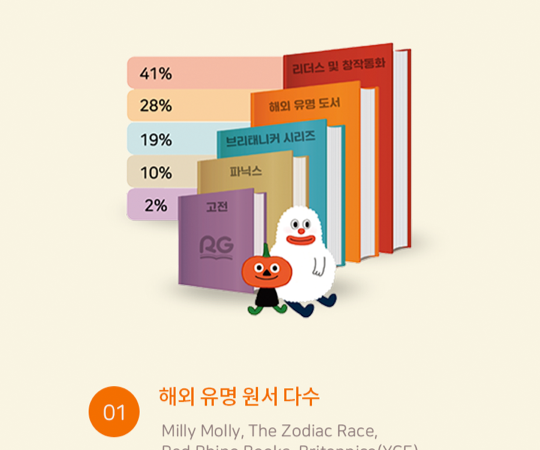 41%
리더스 및 창작동화
28%
해외 유명 도서
19%
브리태니커 시리즈
10%
파닉스
2%
고전
RG
01
해외 유명 원서 다수
Milly Molly, The Zodiac Race,